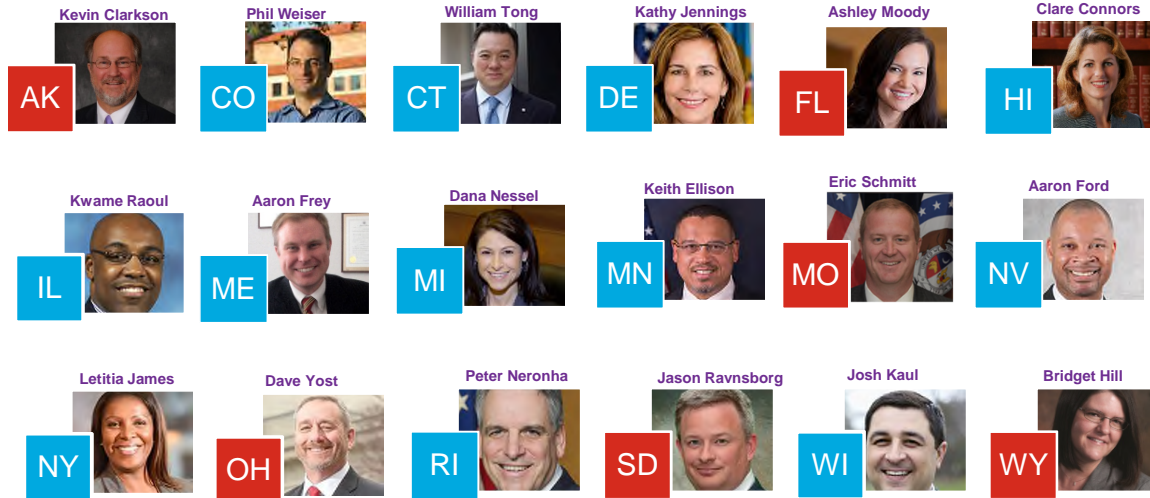 Kevin Clarkson
Phil Weiser
William Tong
Kathy Jennings
Ashley Moody
Clare Connors
AK
CO
CT
DE
FL
HI
Kwame Raoul
Aaron Frey
Dana Nessel
Keith Ellison
Eric Schmitt
Aaron Ford
IL
ME
MI
MN
MO
NV
Letitia James
Dave Yost
Peter Neronha
Jason Ravnsborg
Josh Kaul
Bridget Hill
NY
OH
RI
SD
WI
WY